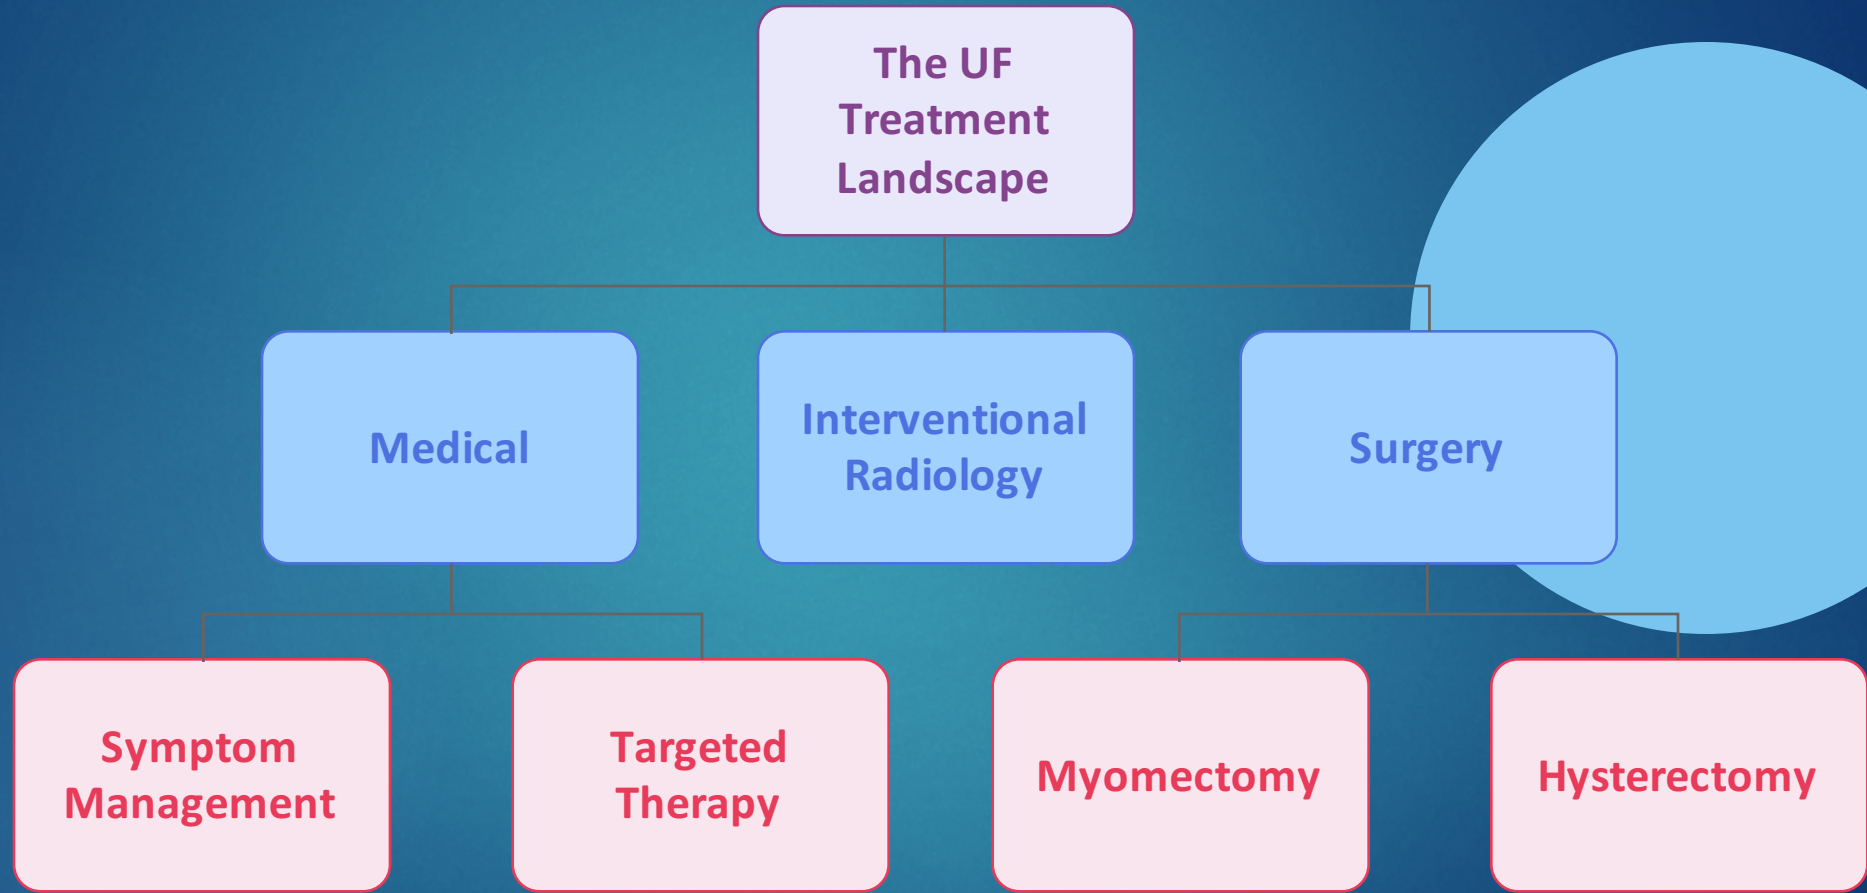 The UF
Treatment
Landscape
Medical
Interventional
Radiology
Surgery
Symptom
Management
Targeted
Therapy
Myomectomy
Hysterectomy